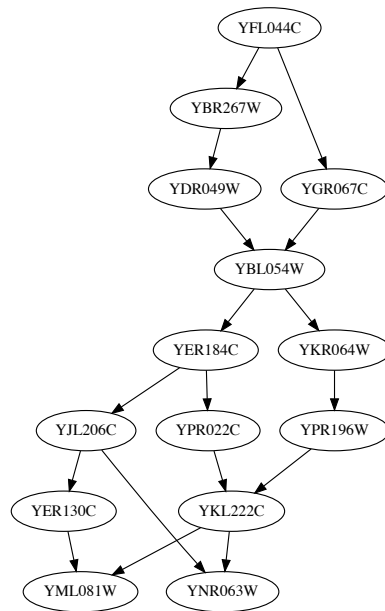 YFL044C
YBR267W
YDR049W
YGR067C
YBL054W
YER184C
YKR064W
YJL206C
YPR022C
YPR196W
YER130C
YKL222C
YML081W
YNR063W